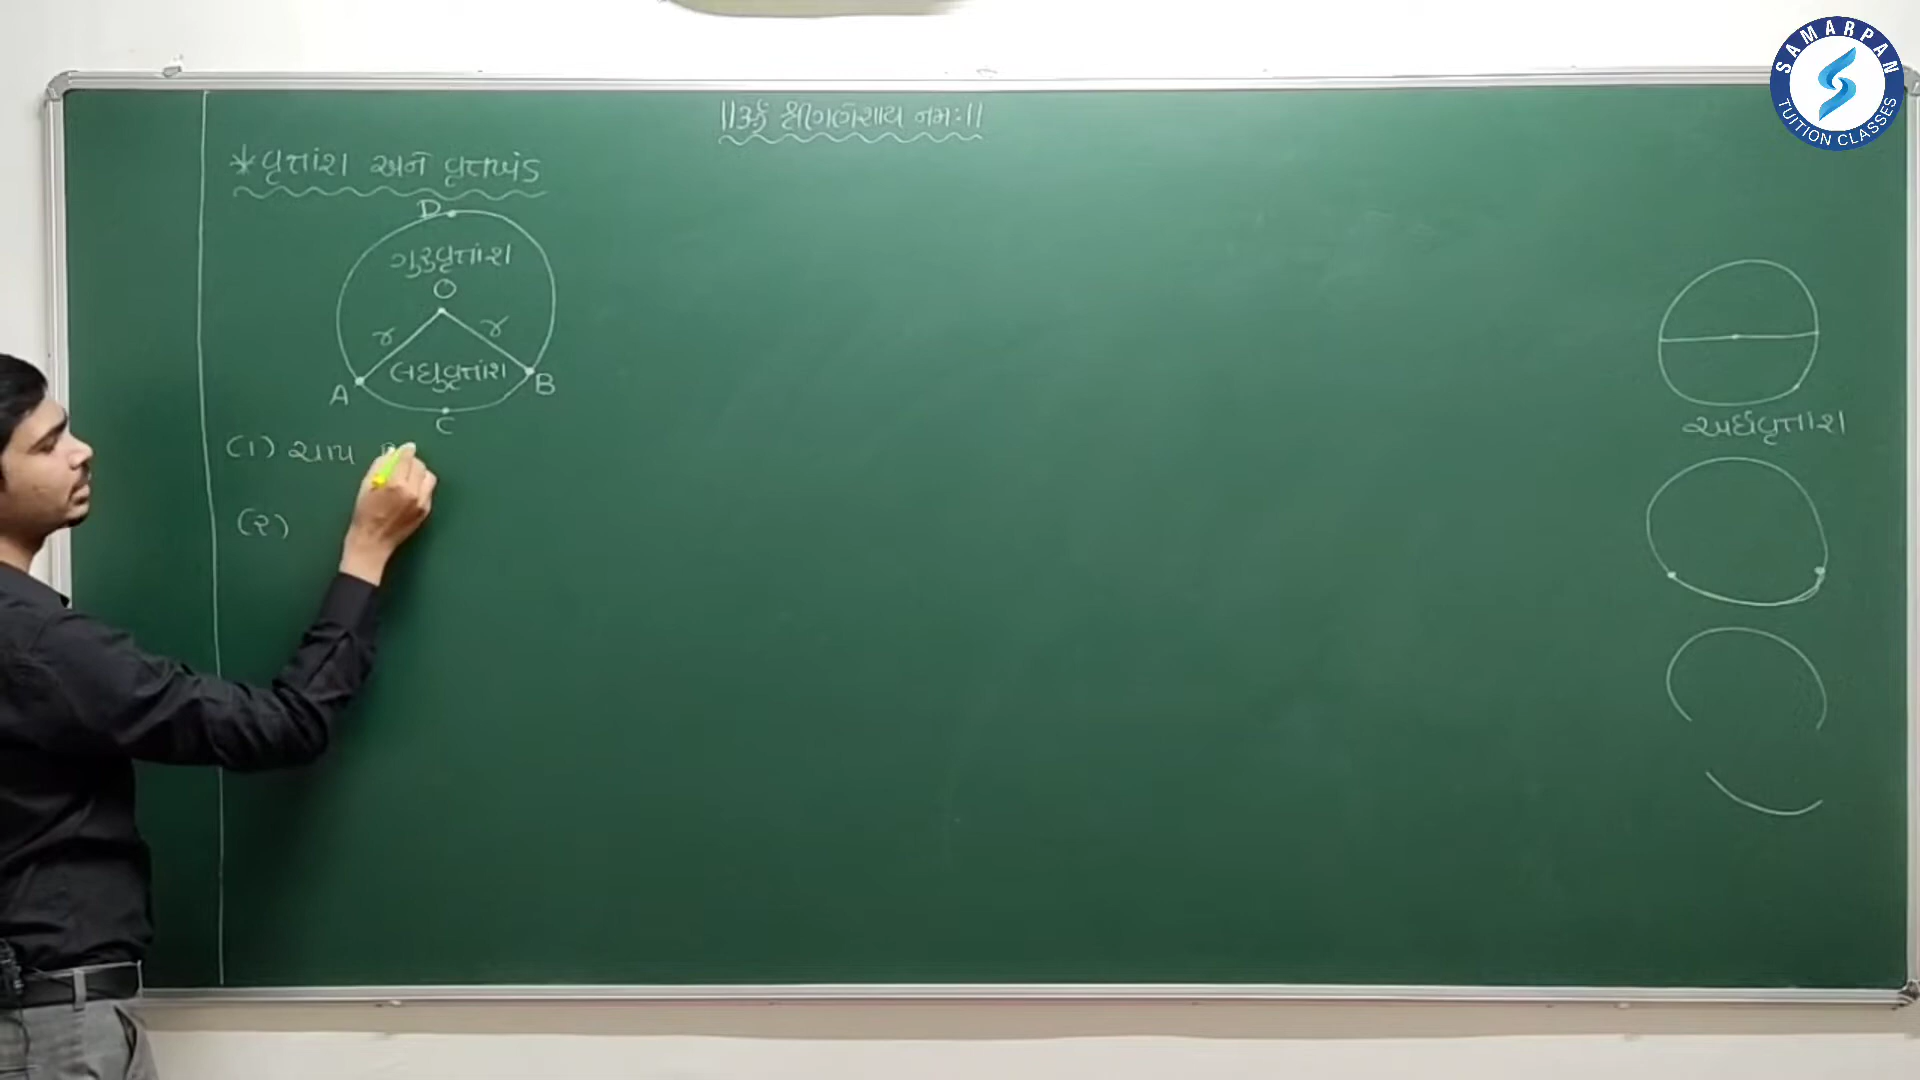 ||ૐ શ્રીગણેશાય નમઃ||
*વૃત્તાંશ અને વૃત્તખંડ
D
ગુરુવૃત્તાંશ
O
r r
લઘુવૃત્તાંશ
A B
C
(૧) ચાપ
(૨)
અર્ધવૃત્તાંશ
SAMARPAN
TUITION CLASSES